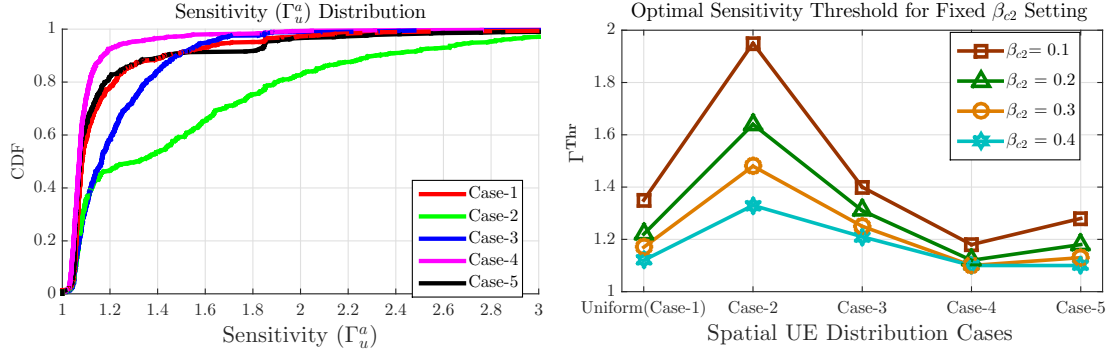 Sensitivity (Γᵤᵃ) Distribution
CDF
1
0.8
0.6
0.4
0.2
0
1 1.2 1.4 1.6 1.8 2 2.2 2.4 2.6 2.8 3
Sensitivity (Γᵤᵃ)
Case-1
Case-2
Case-3
Case-4
Case-5
Optimal Sensitivity Threshold for Fixed β_c2 Setting
Γ^Thr
2
1.8
1.6
1.4
1.2
1
Uniform(Case-1) Case-2 Case-3 Case-4 Case-5
Spatial UE Distribution Cases
β_c2 = 0.1
β_c2 = 0.2
β_c2 = 0.3
β_c2 = 0.4